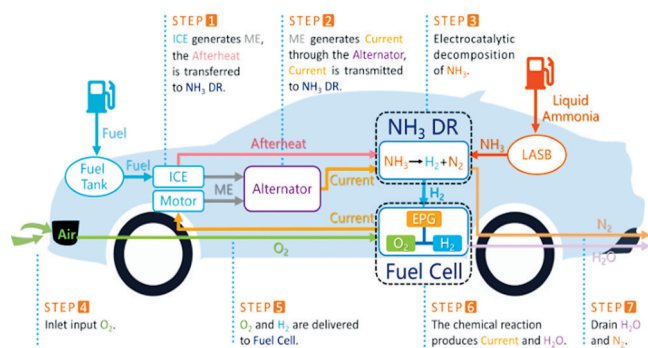 STEP 1
ICE generates ME,
the Afterheat
is transferred
to NH₃ DR.
STEP 2
ME generates Current
through the Alternator,
Current is transmitted
to NH₃ DR.
STEP 3
Electrocatalytic
decomposition
of NH₃.
Fuel
Fuel
Tank
Fuel
ICE
Motor
Afterheat
ME
Alternator
Current
NH₃ DR
NH₃→H₂+N₂
NH₃
LASB
Liquid
Ammonia
H₂
Current
EPG
O₂
H₂
Fuel Cell
Air
O₂
N₂
H₂O
STEP 4
Inlet input O₂.
STEP 5
O₂ and H₂ are delivered
to Fuel Cell.
STEP 6
The chemical reaction
produces Current and H₂O.
STEP 7
Drain H₂O
and N₂.